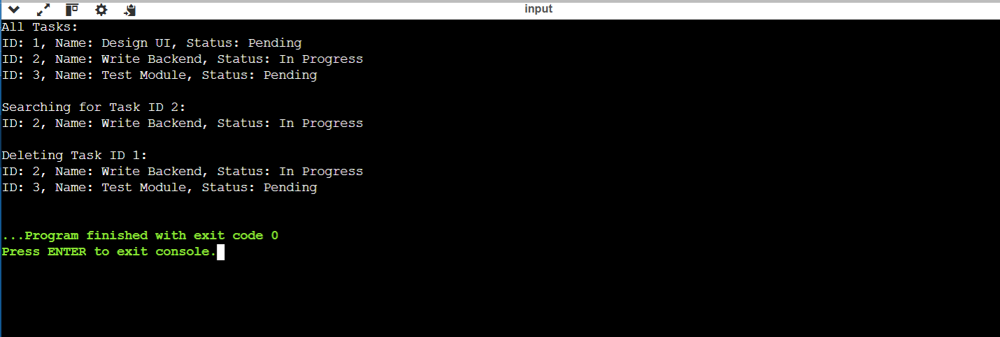 input
All Tasks:
ID: 1, Name: Design UI, Status: Pending
ID: 2, Name: Write Backend, Status: In Progress
ID: 3, Name: Test Module, Status: Pending
Searching for Task ID 2:
ID: 2, Name: Write Backend, Status: In Progress
Deleting Task ID 1:
ID: 2, Name: Write Backend, Status: In Progress
ID: 3, Name: Test Module, Status: Pending
...Program finished with exit code 0
Press ENTER to exit console.